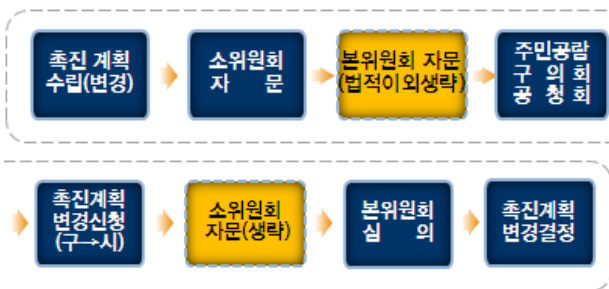 촉진 계획
수립(변경)
소위원회
자 문
본위원회 자문
(법적이외생략)
주민공람
구 의 회
공 청 회
촉진계획
변경신청
(구→시)
소위원회
자문(생략)
본위원회
심 의
촉진계획
변경결정